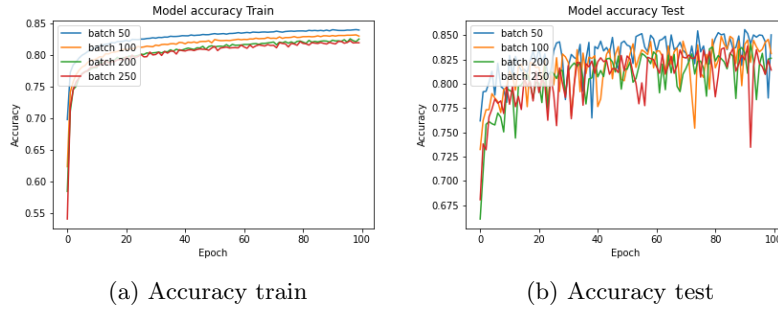 Model accuracy Train
0.85
0.80
0.75
0.70
0.65
0.60
0.55
Accuracy
batch 50
batch 100
batch 200
batch 250
0
20
40
60
80
100
Epoch
(a) Accuracy train
Model accuracy Test
0.850
0.825
0.800
0.775
0.750
0.725
0.700
0.675
Accuracy
batch 50
batch 100
batch 200
batch 250
0
20
40
60
80
100
Epoch
(b) Accuracy test